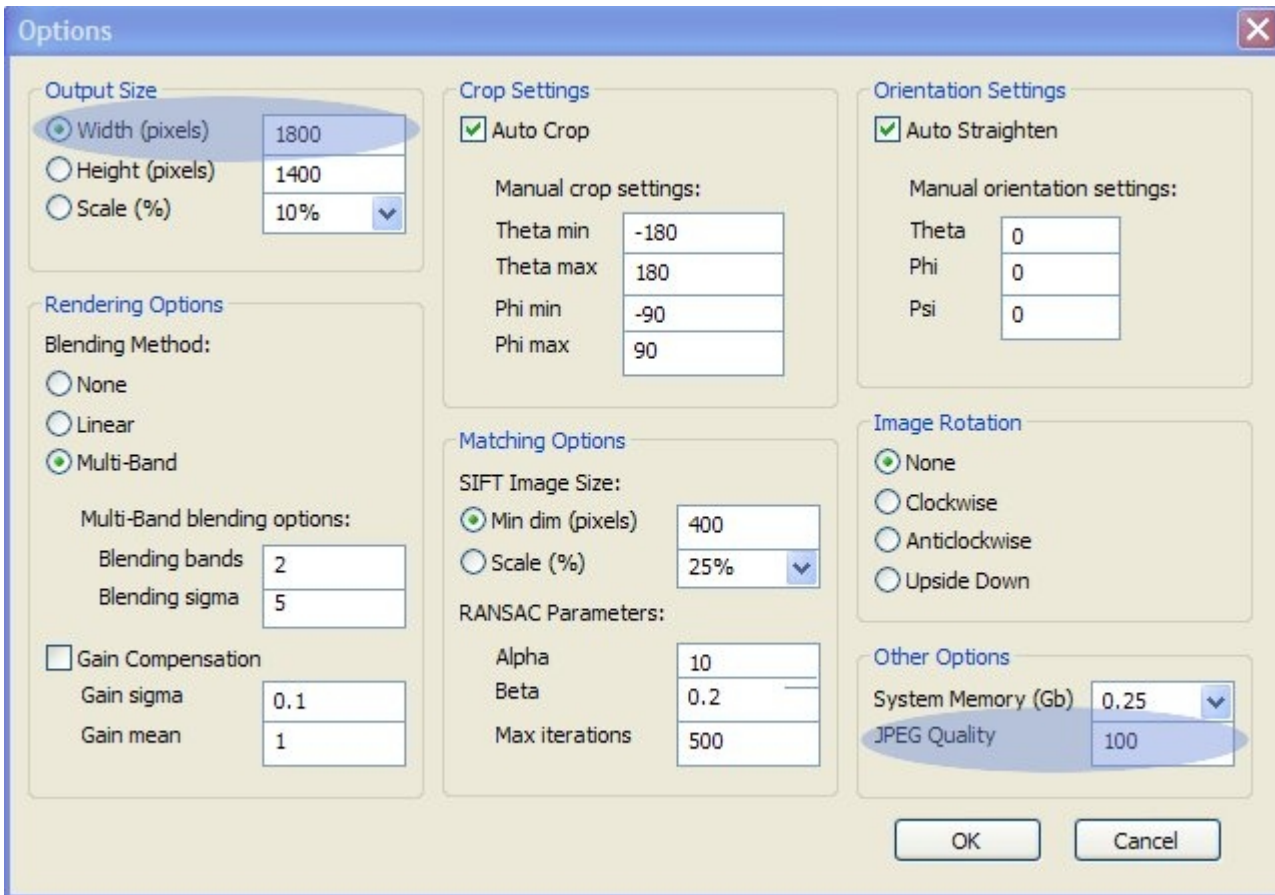 Options
Output Size
Width (pixels) 1800
Height (pixels) 1400
Scale (%) 10%
Rendering Options
Blending Method:
None
Linear
Multi-Band
Multi-Band blending options:
Blending bands 2
Blending sigma 5
Gain Compensation
Gain sigma 0.1
Gain mean 1
Crop Settings
Auto Crop
Manual crop settings:
Theta min -180
Theta max 180
Phi min -90
Phi max 90
Matching Options
SIFT Image Size:
Min dim (pixels) 400
Scale (%) 25%
RANSAC Parameters:
Alpha 10
Beta 0.2
Max iterations 500
Orientation Settings
Auto Straighten
Manual orientation settings:
Theta 0
Phi 0
Psi 0
Image Rotation
None
Clockwise
Anticlockwise
Upside Down
Other Options
System Memory (Gb) 0.25
JPEG Quality 100
OK Cancel